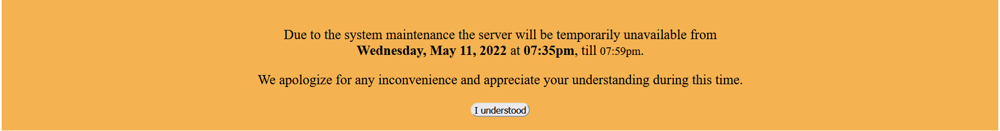 Due to the system maintenance the server will be temporarily unavailable from
Wednesday, May 11, 2022 at 07:35pm, till 07:59pm.
We apologize for any inconvenience and appreciate your understanding during this time.
I understood